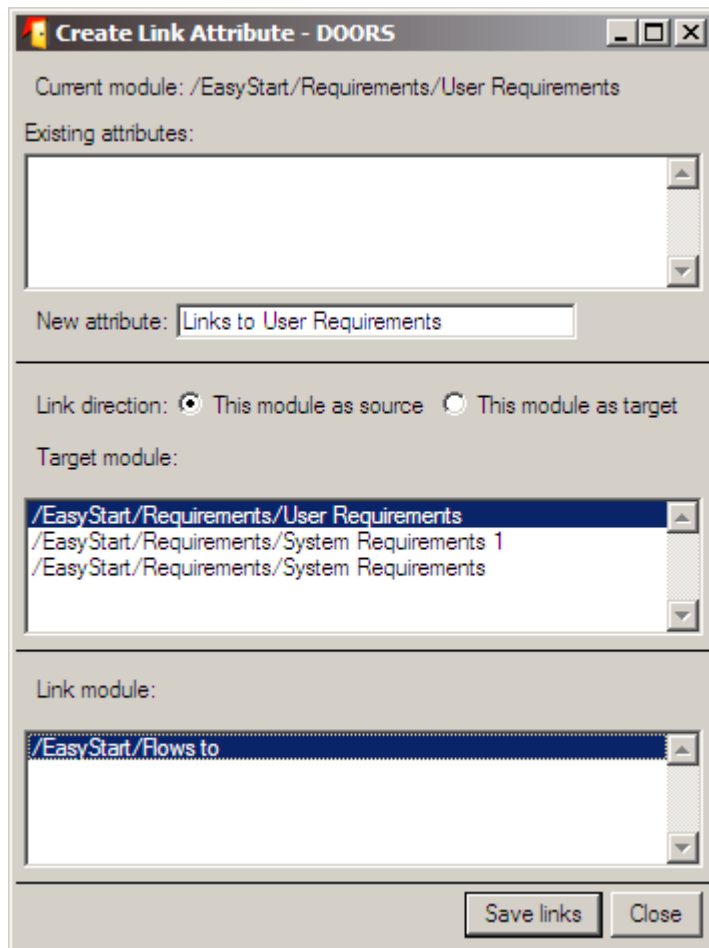 Create Link Attribute - DOORS
Current module: /EasyStart/Requirements/User Requirements
Existing attributes:
New attribute: Links to User Requirements
Link direction: This module as source This module as target
Target module:
/EasyStart/Requirements/User Requirements
/EasyStart/Requirements/System Requirements 1
/EasyStart/Requirements/System Requirements
Link module:
/EasyStart/Flows to
Save links Close